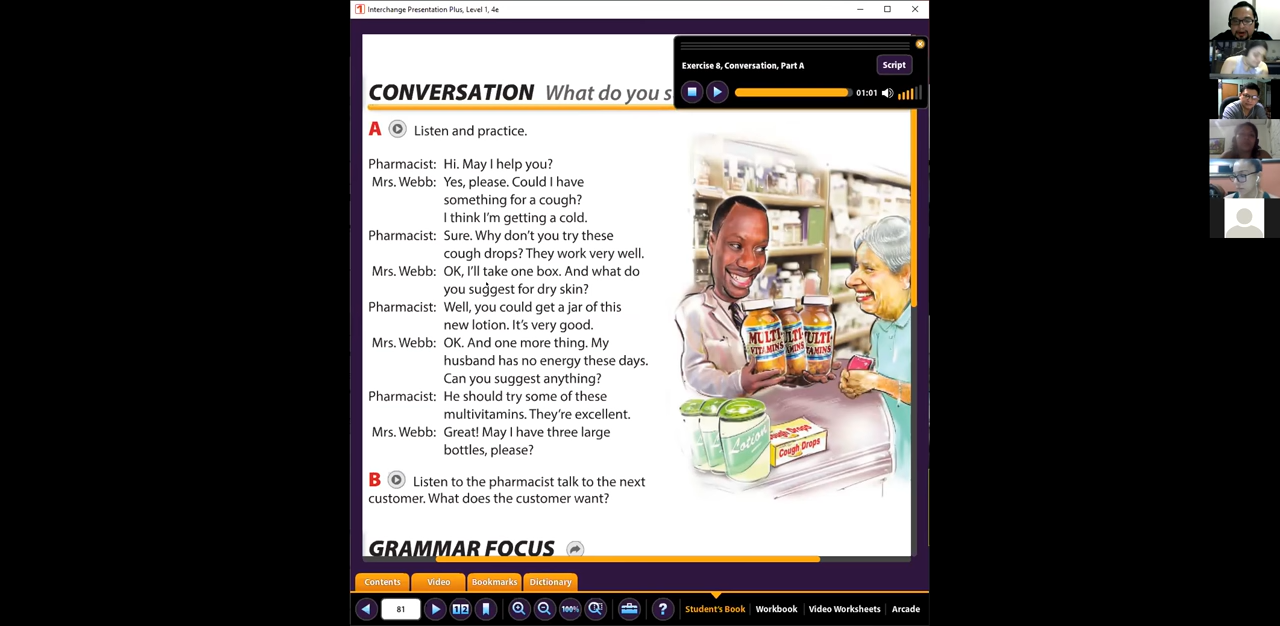 Interchange Presentation Plus, Level 1, 4e
Exercise 8, Conversation, Part A
Script
01:01
CONVERSATION What do you s
A Listen and practice.
Pharmacist: Hi. May I help you?
Mrs. Webb: Yes, please. Could I have
something for a cough?
I think I'm getting a cold.
Pharmacist: Sure. Why don't you try these
cough drops? They work very well.
Mrs. Webb: OK, I'll take one box. And what do
you suggest for dry skin?
Pharmacist: Well, you could get a jar of this
new lotion. It's very good.
Mrs. Webb: OK. And one more thing. My
husband has no energy these days.
Can you suggest anything?
Pharmacist: He should try some of these
multivitamins. They're excellent.
Mrs. Webb: Great! May I have three large
bottles, please?
MULTI-
VITAMINS
MULTI-
VITAMINS
Lotion
Cough Drops
Cough Drops
B Listen to the pharmacist talk to the next
customer. What does the customer want?
GRAMMAR FOCUS
Contents Video Bookmarks Dictionary
81 12 100% ? Student's Book Workbook Video Worksheets Arcade